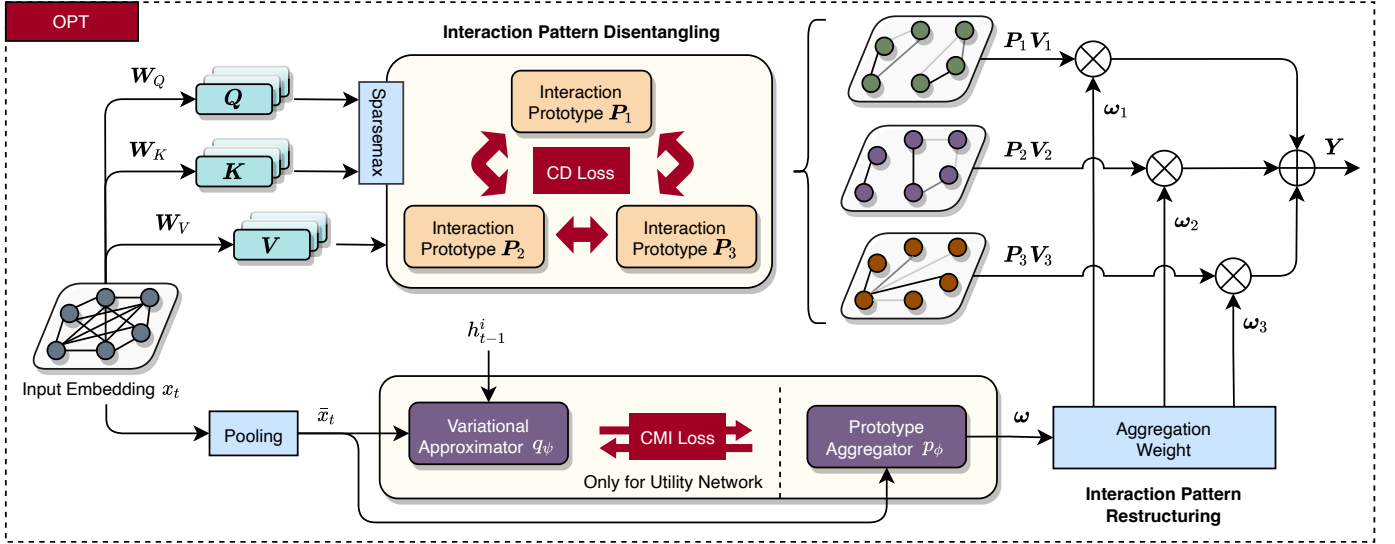 OPT
Interaction Pattern Disentangling
W_Q
Q
W_K
K
W_V
V
Sparsemax
Interaction
Prototype P_1
CD Loss
Interaction
Prototype P_2
Interaction
Prototype P_3
P_1 V_1
ω_1
P_2 V_2
ω_2
P_3 V_3
ω_3
Y
Input Embedding x_t
h_{t-1}^i
Pooling
x̄_t
Variational
Approximator q_ψ
CMI Loss
Only for Utility Network
Prototype
Aggregator p_ϕ
ω
Aggregation
Weight
Interaction Pattern
Restructuring